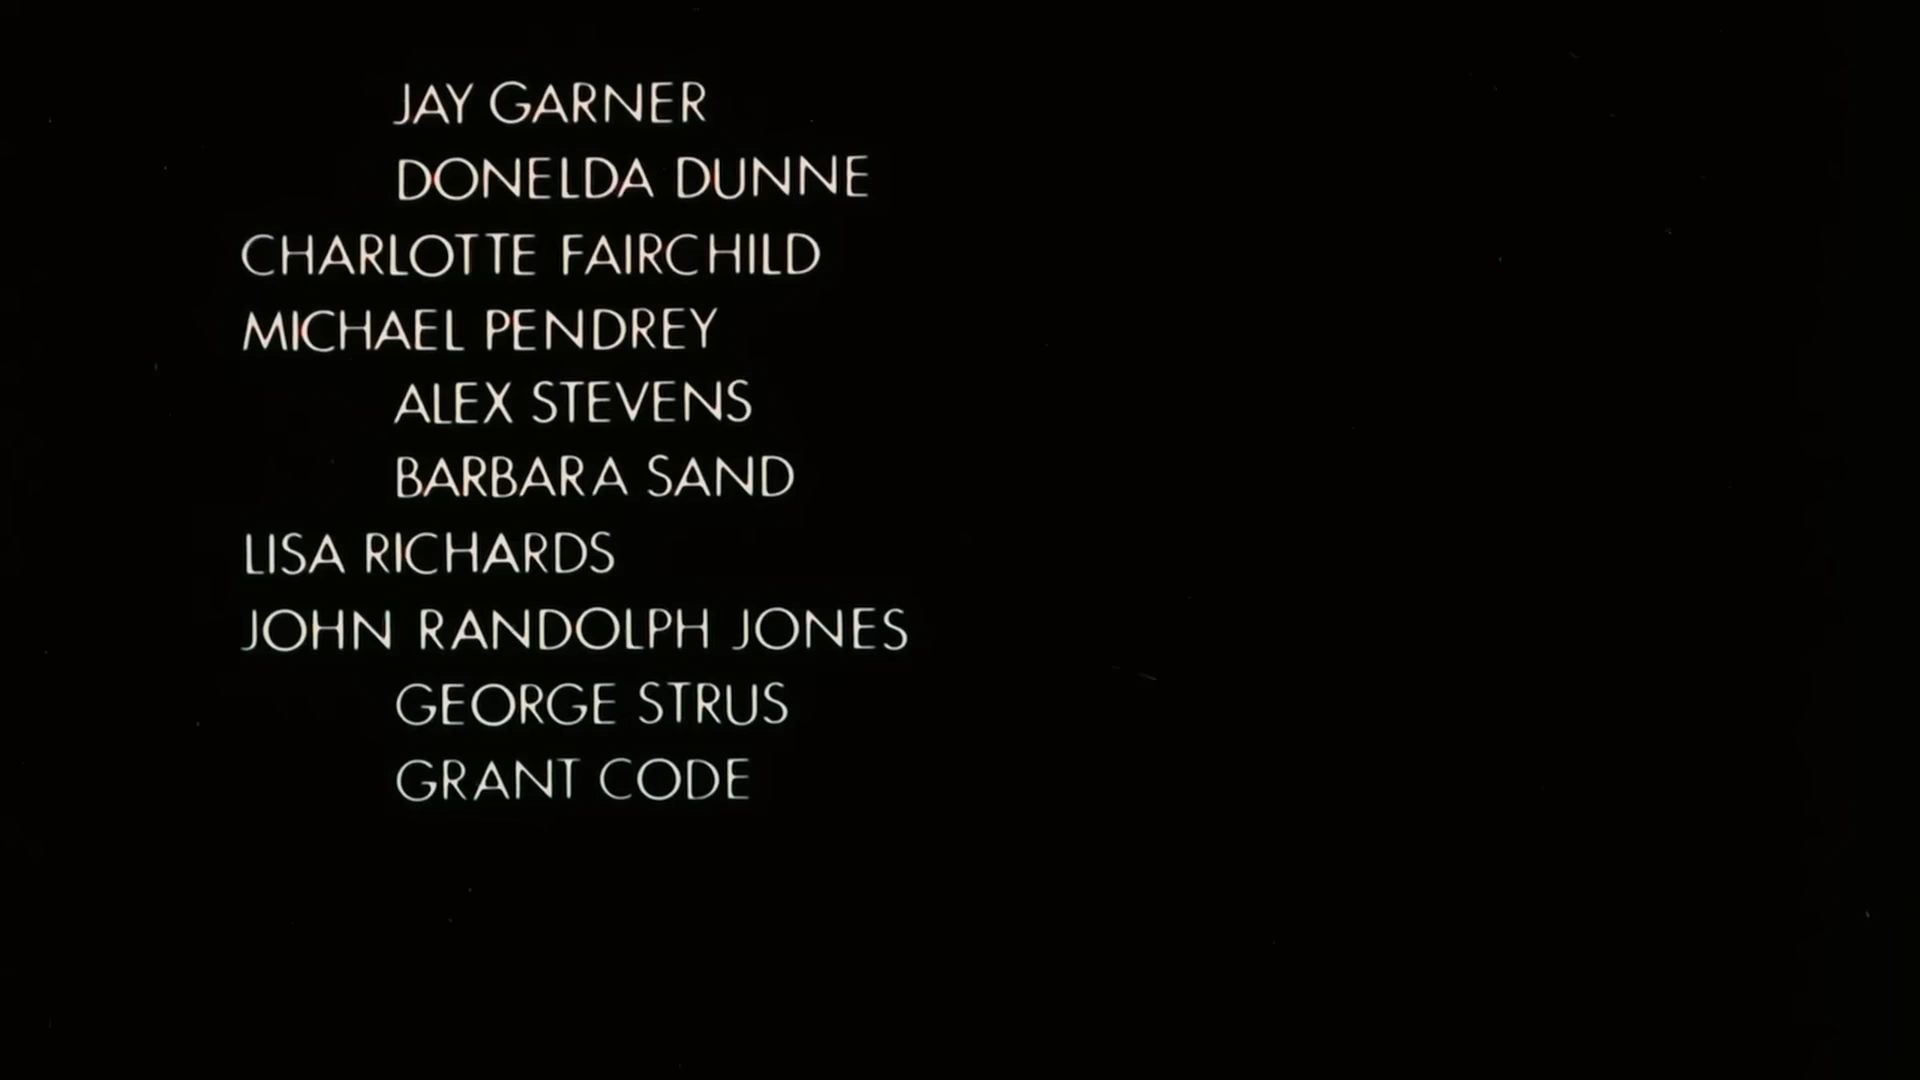 JAY GARNER
DONELDA DUNNE
CHARLOTTE FAIRCHILD
MICHAEL PENDREY
ALEX STEVENS
BARBARA SAND
LISA RICHARDS
JOHN RANDOLPH JONES
GEORGE STRUS
GRANT CODE